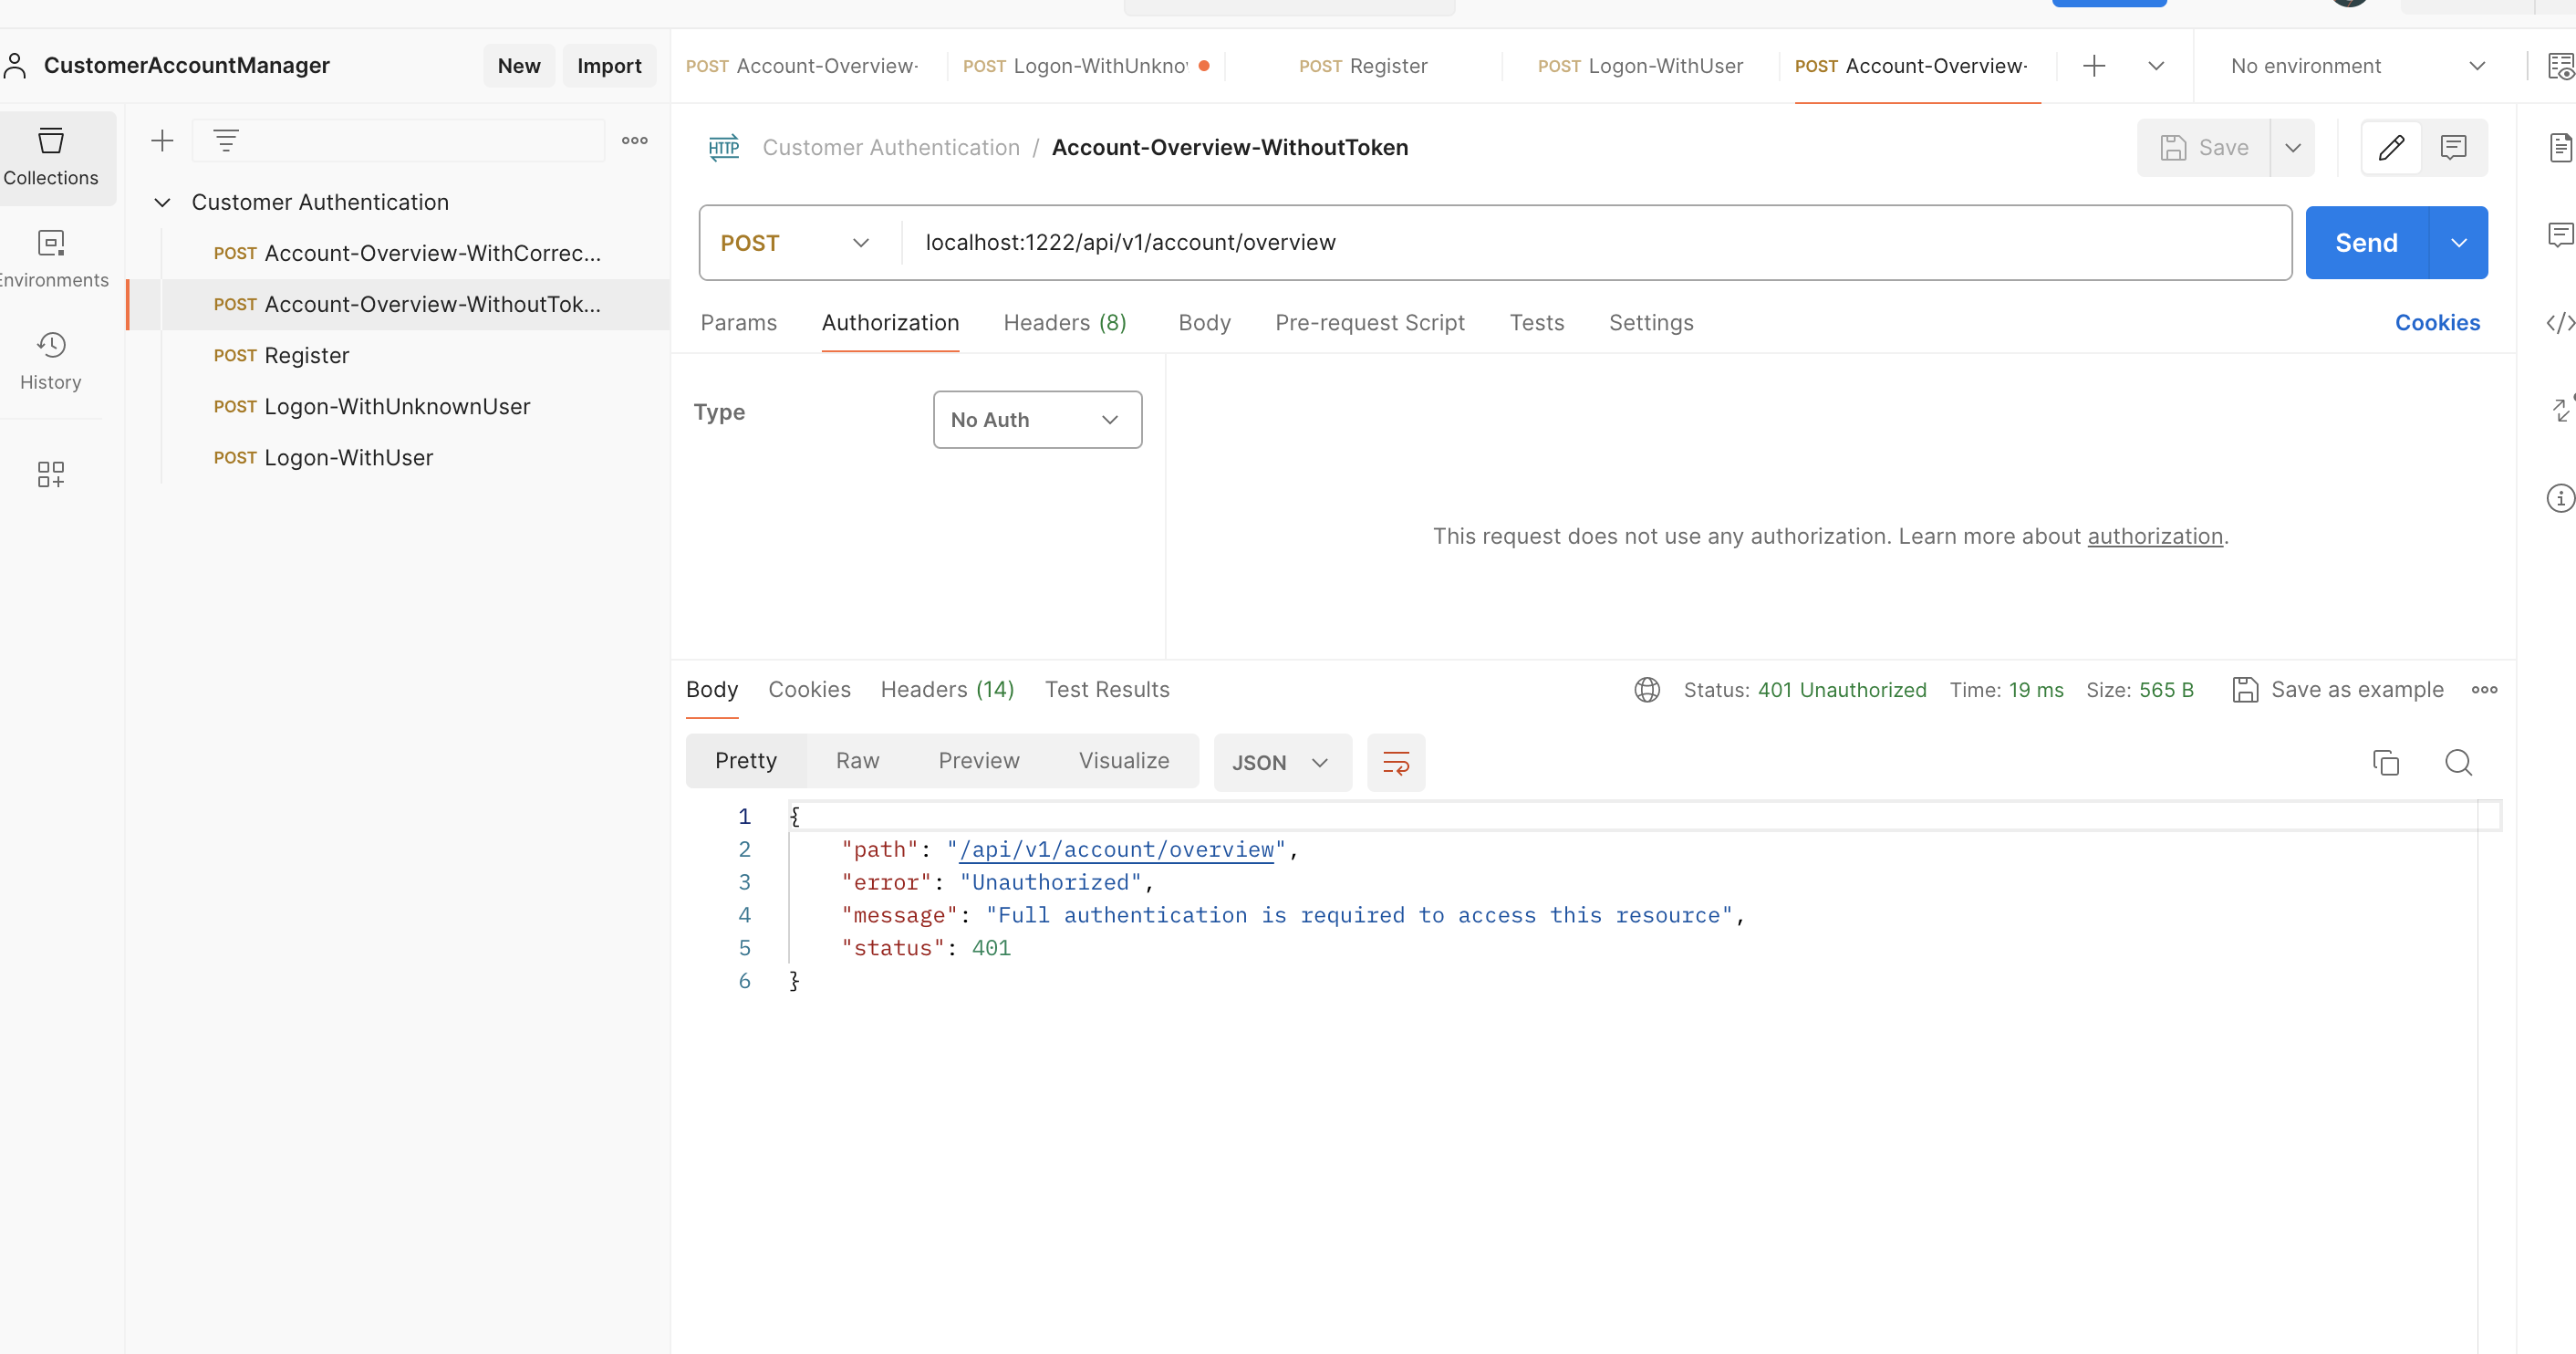 CustomerAccountManager
New
Import
POST Account-Overview-
POST Logon-WithUnkno
POST Register
POST Logon-WithUser
POST Account-Overview-
No environment
Collections
Environments
History
Customer Authentication
POST Account-Overview-WithCorrec...
POST Account-Overview-WithoutTok...
POST Register
POST Logon-WithUnknownUser
POST Logon-WithUser
HTTP Customer Authentication / Account-Overview-WithoutToken
Save
POST localhost:1222/api/v1/account/overview
Send
Params Authorization Headers (8) Body Pre-request Script Tests Settings Cookies
Type
No Auth
This request does not use any authorization. Learn more about authorization.
Body Cookies Headers (14) Test Results
Status: 401 Unauthorized Time: 19 ms Size: 565 B Save as example
Pretty Raw Preview Visualize JSON
1 {
2 "path": "/api/v1/account/overview",
3 "error": "Unauthorized",
4 "message": "Full authentication is required to access this resource",
5 "status": 401
6 }